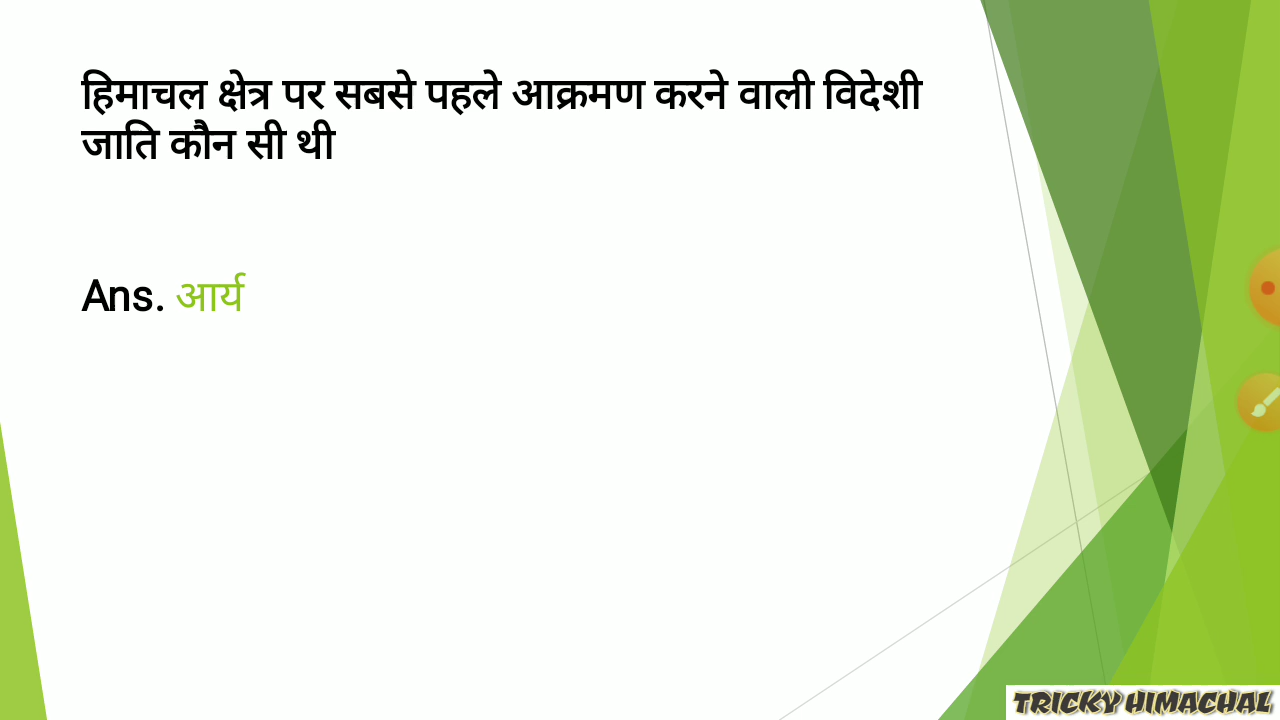 हिमाचल क्षेत्र पर सबसे पहले आक्रमण करने वाली विदेशी
जाति कौन सी थी
Ans. आर्य
TRICKY HIMACHAL